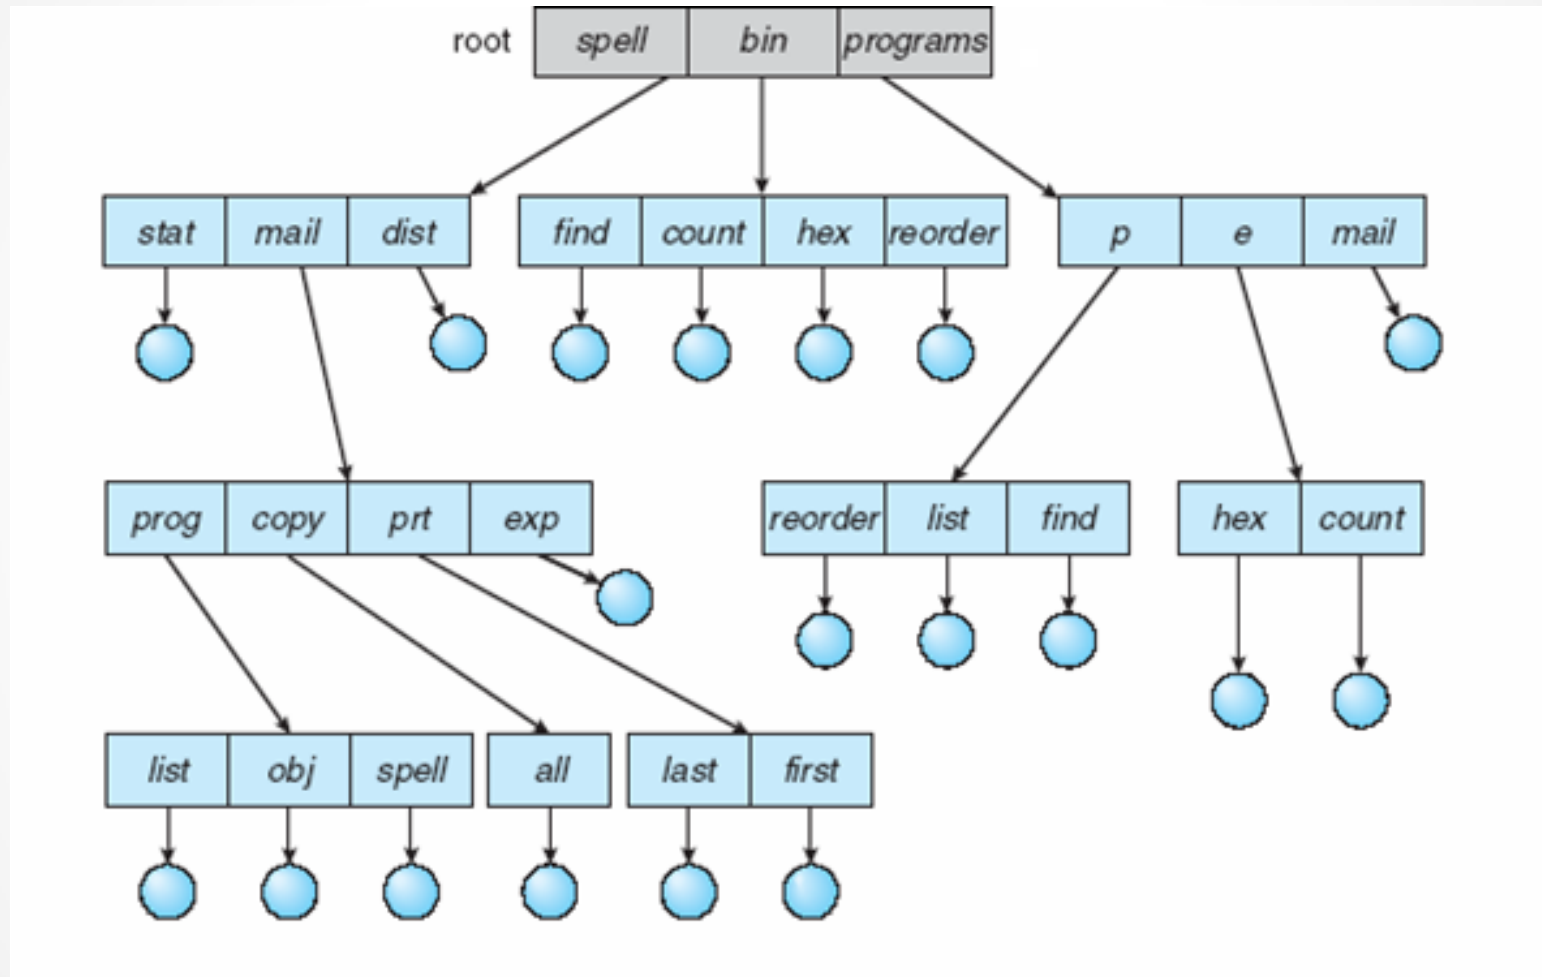 root spell bin programs
stat mail dist find count hex reorder p e mail
prog copy prt exp reorder list find hex count
list obj spell all last first